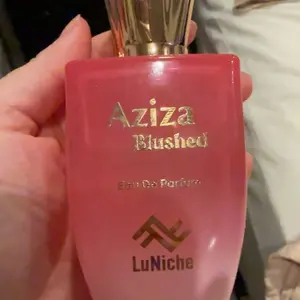 Aziza
Blushed
Eau De Parfum
LuNiche